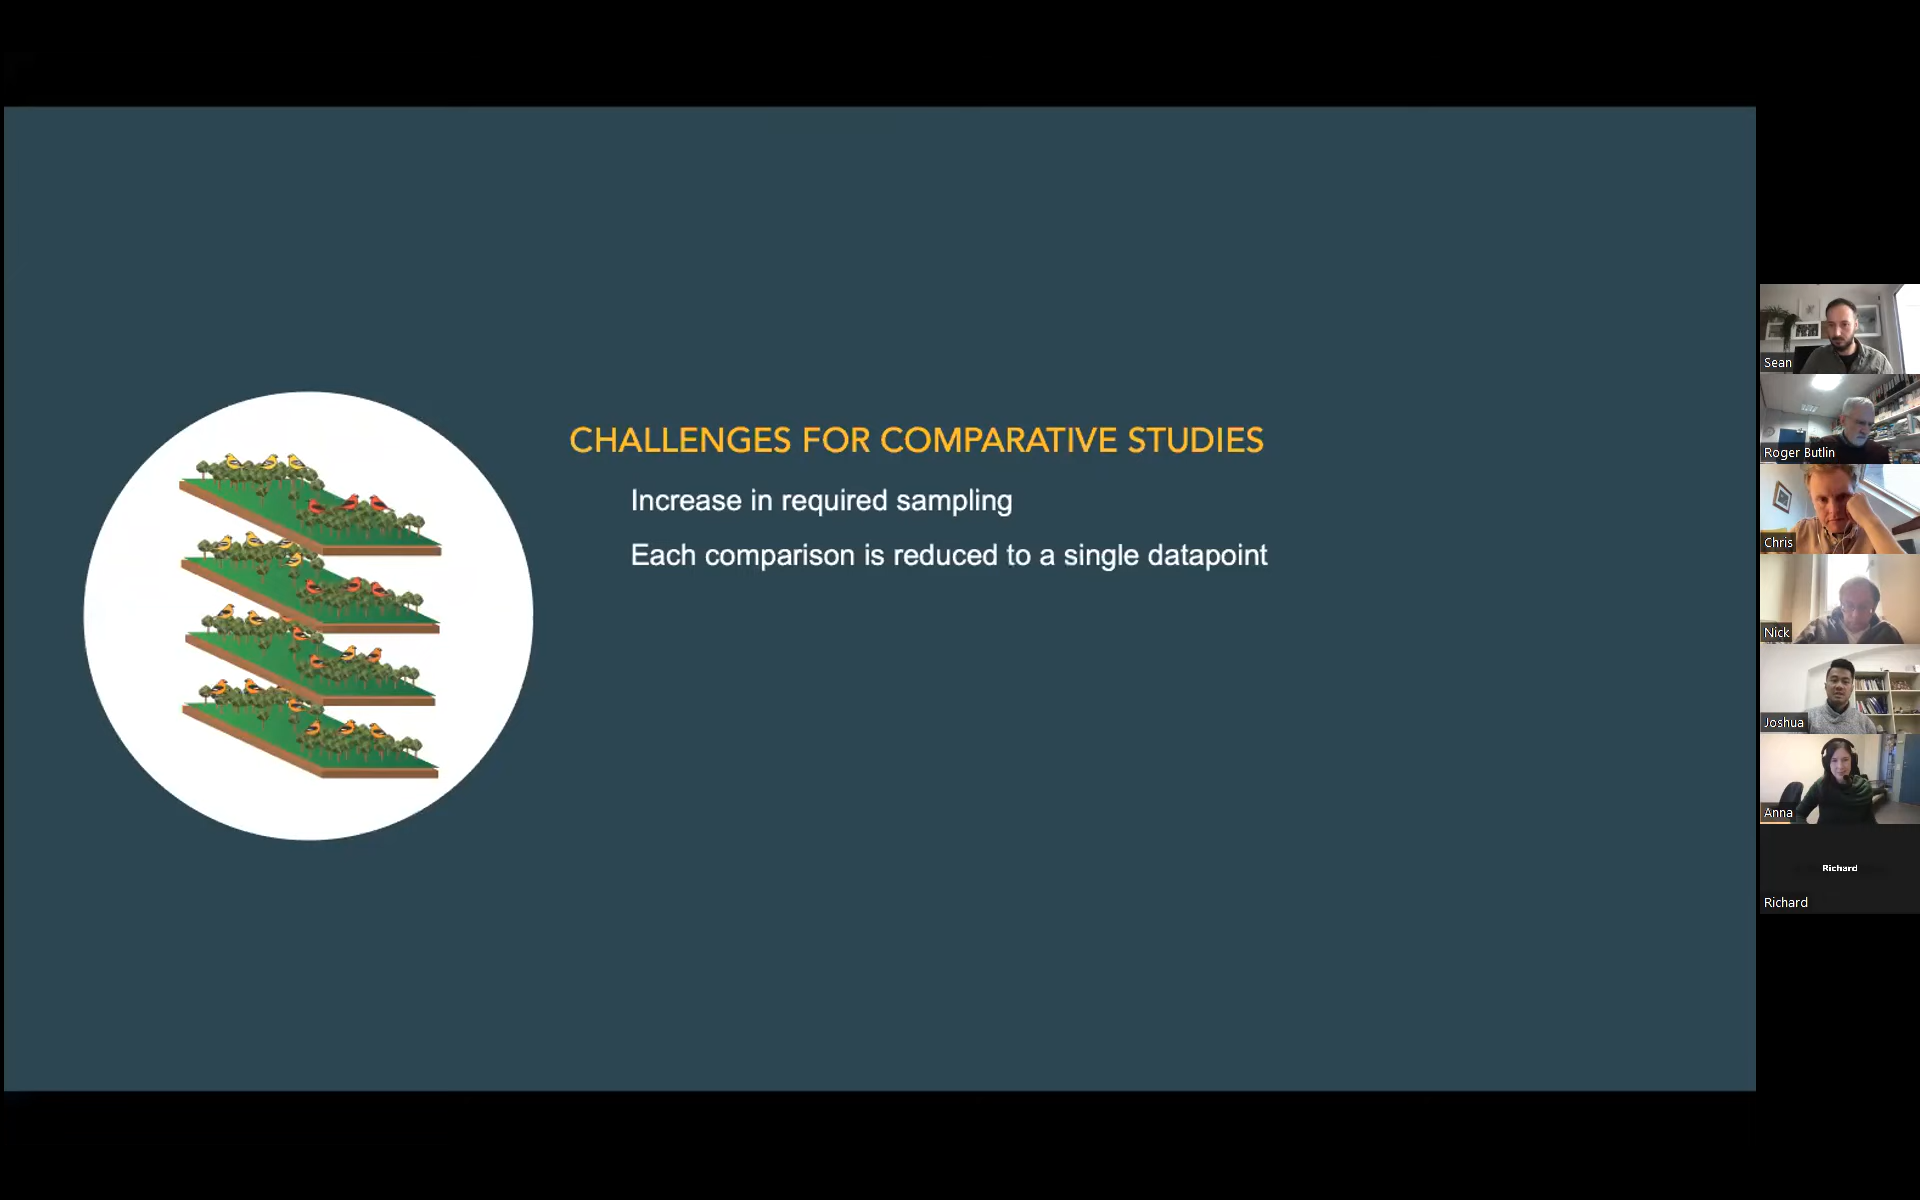 CHALLENGES FOR COMPARATIVE STUDIES
Increase in required sampling
Each comparison is reduced to a single datapoint
Sean
Roger Butlin
Chris
Nick
Joshua
Anna
Richard
Richard